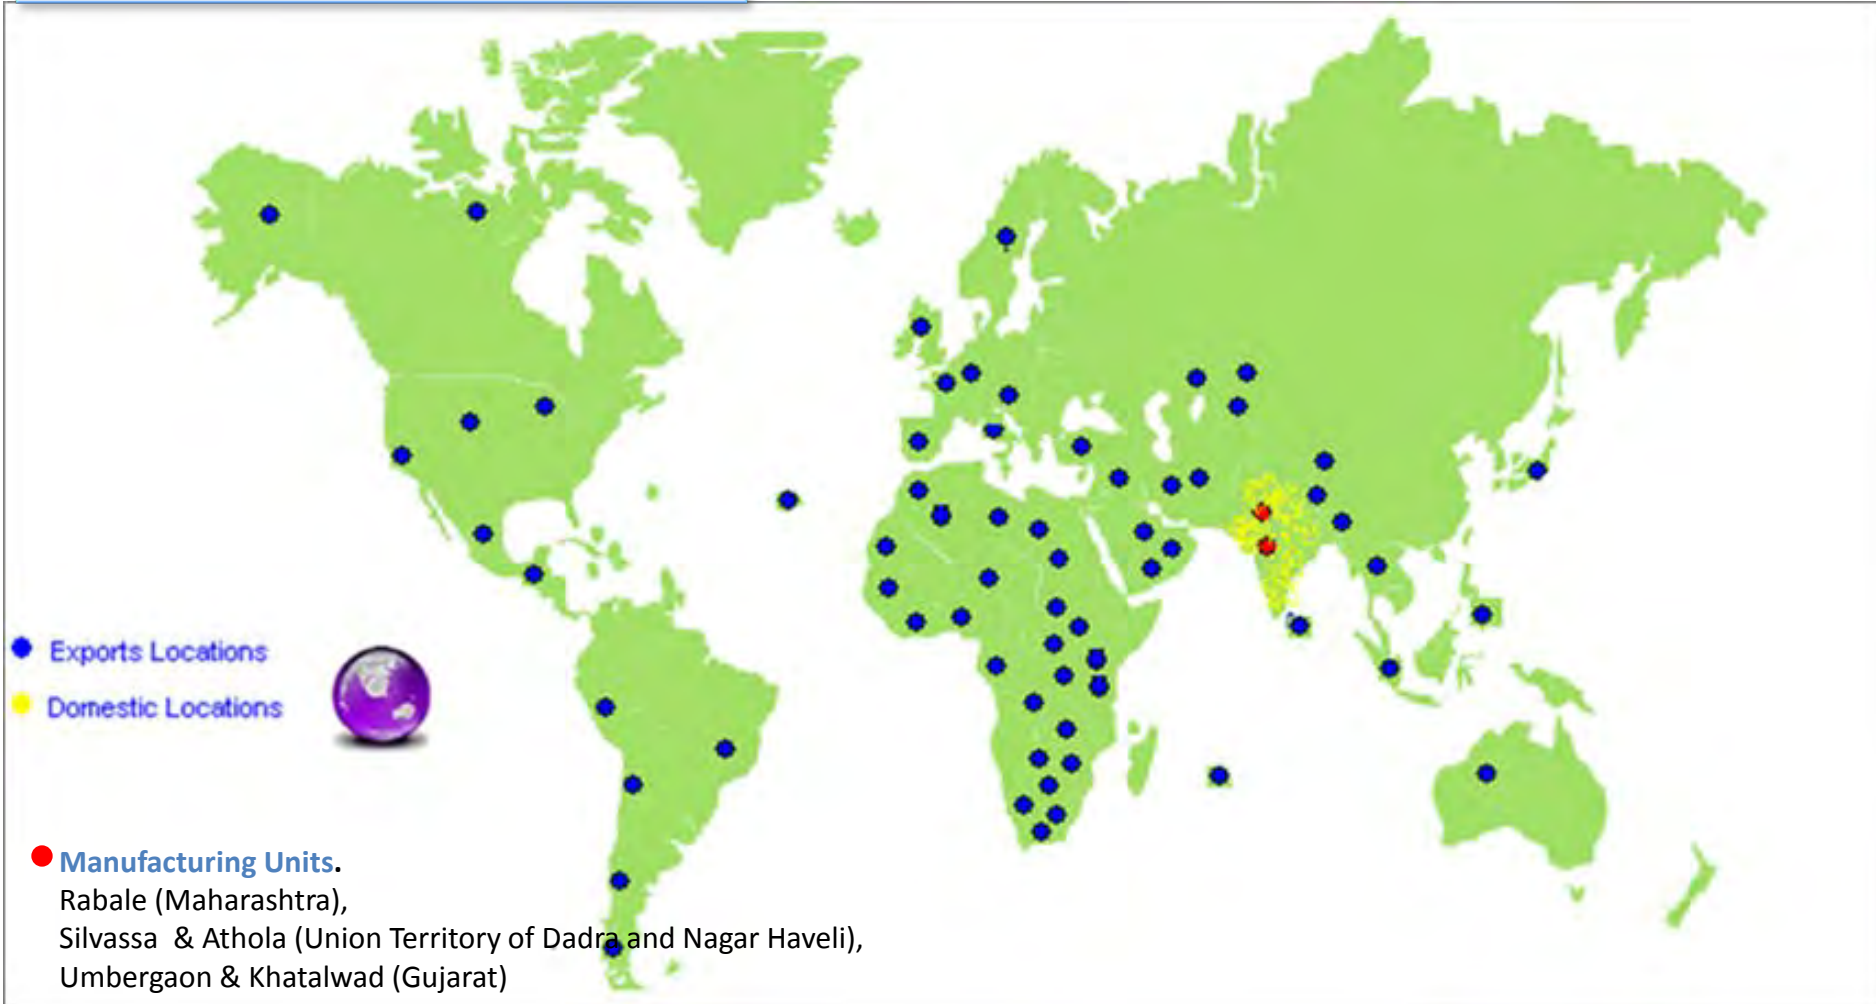 Exports Locations
Domestic Locations
Manufacturing Units.
Rabale (Maharashtra),
Silvassa & Athola (Union Territory of Dadra and Nagar Haveli),
Umbergaon & Khatalwad (Gujarat)